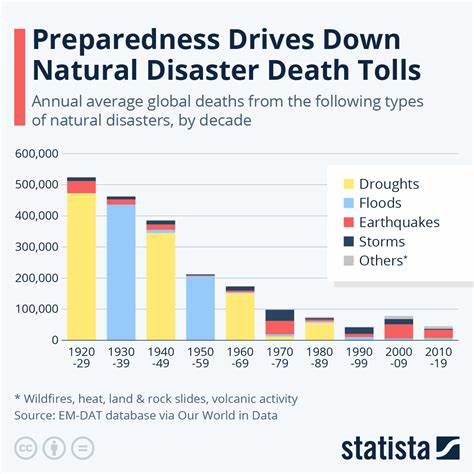 Preparedness Drives Down
Natural Disaster Death Tolls
Annual average global deaths from the following types
of natural disasters, by decade
600,000
500,000
400,000
300,000
200,000
100,000
0
Droughts
Floods
Earthquakes
Storms
Others*
1920 -29
1930 -39
1940 -49
1950 -59
1960 -69
1970 -79
1980 -89
1990 -99
2000 -09
2010 -19
* Wildfires, heat, land & rock slides, volcanic activity
Source: EM-DAT database via Our World in Data
cc
statista